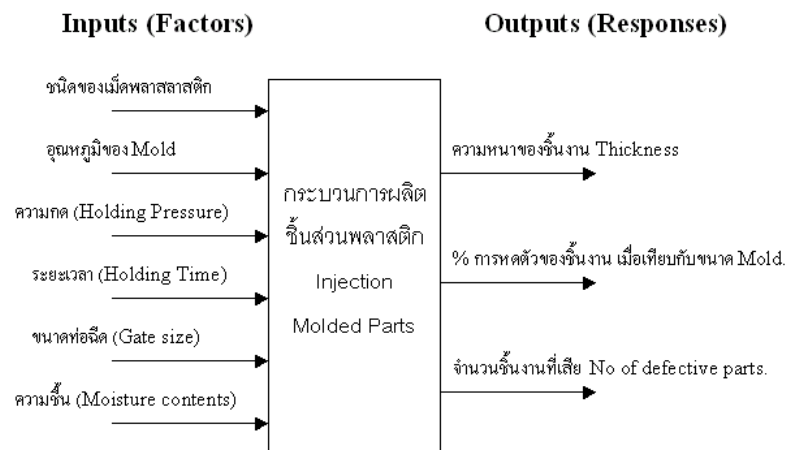 Inputs (Factors)
Outputs (Responses)
ชนิดของเม็ดพลาสลาสติก
อุณหภูมิของ Mold
ความกด (Holding Pressure)
ระยะเวลา (Holding Time)
ขนาดท่อฉีด (Gate size)
ความชื้น (Moisture contents)
กระบวนการผลิต
ชิ้นส่วนพลาสติก
Injection
Molded Parts
ความหนาของชิ้นงาน Thickness
% การหดตัวของชิ้นงาน เมื่อเทียบกับขนาด Mold.
จำนวนชิ้นงานที่เสีย No of defective parts.